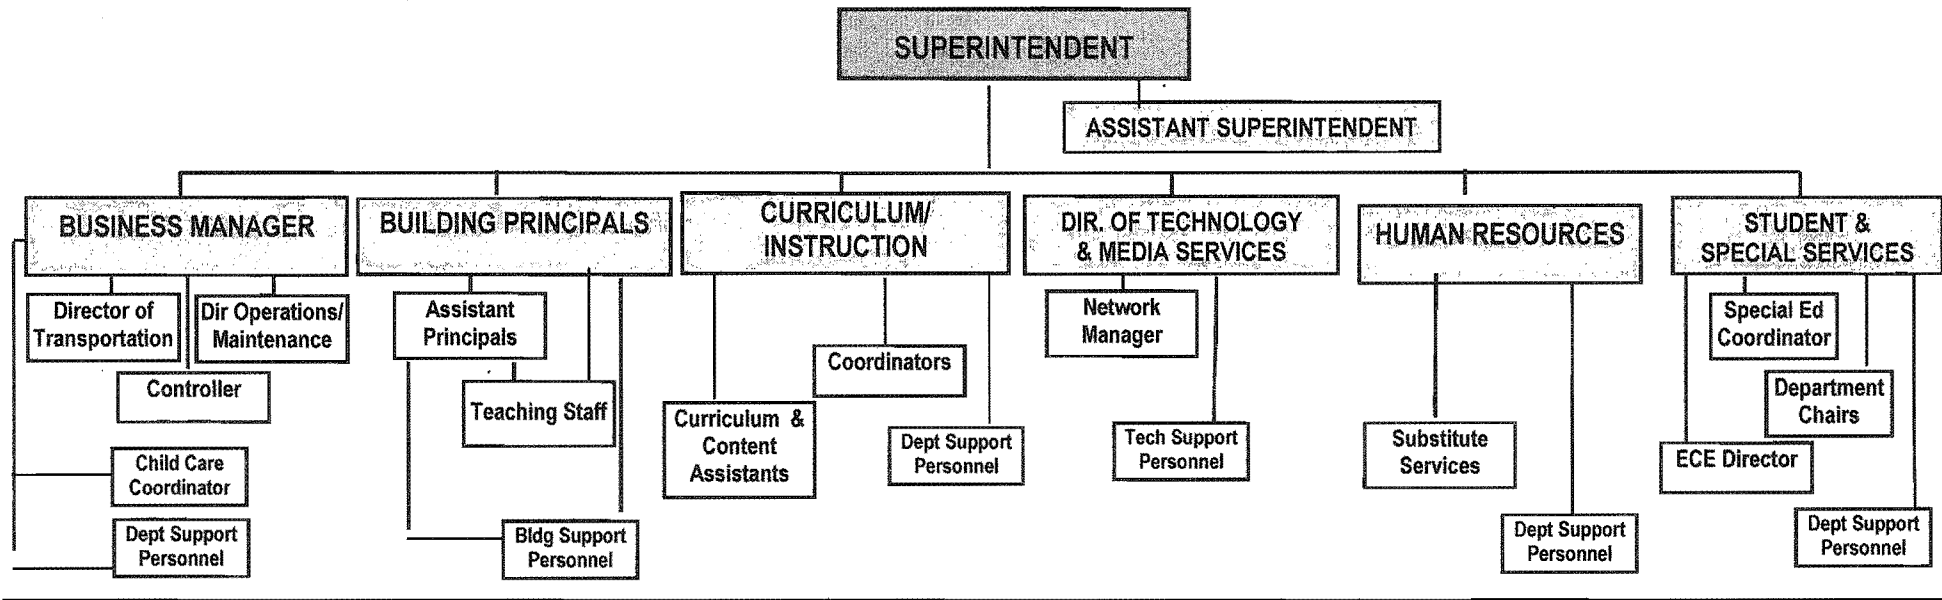 SUPERINTENDENT
ASSISTANT SUPERINTENDENT
BUSINESS MANAGER
BUILDING PRINCIPALS
CURRICULUM/
INSTRUCTION
DIR. OF TECHNOLOGY
& MEDIA SERVICES
HUMAN RESOURCES
STUDENT &
SPECIAL SERVICES
Director of
Transportation
Dir Operations/
Maintenance
Controller
Child Care
Coordinator
Dept Support
Personnel
Assistant
Principals
Teaching Staff
Bldg Support
Personnel
Coordinators
Curriculum &
Content
Assistants
Dept Support
Personnel
Network
Manager
Tech Support
Personnel
Substitute
Services
Dept Support
Personnel
Special Ed
Coordinator
Department
Chairs
ECE Director
Dept Support
Personnel